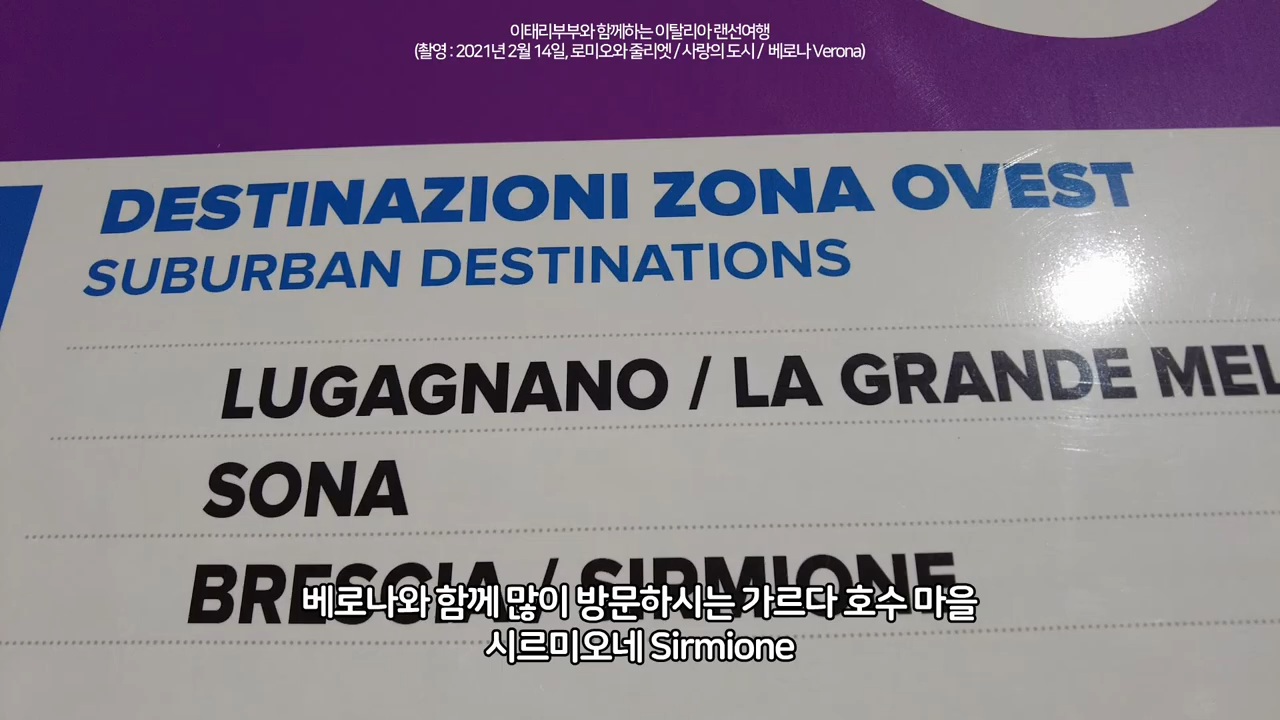 이태리부부와 함께하는 이탈리아 랜선여행
(촬영 : 2021년 2월 14일, 로미오와 줄리엣 / 사랑의 도시 / 베로나 Verona)
DESTINAZIONI ZONA OVEST
SUBURBAN DESTINATIONS
LUGAGNANO / LA GRANDE MEL
SONA
BRESCIA / SIRMIONE
베로나와 함께 많이 방문하시는 가르다 호수 마을
시르미오네 Sirmione